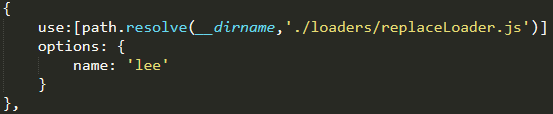 {
    use:[path.resolve(__dirname,'./loaders/replaceLoader.js')]
    options: {
        name: 'lee'
    }
},